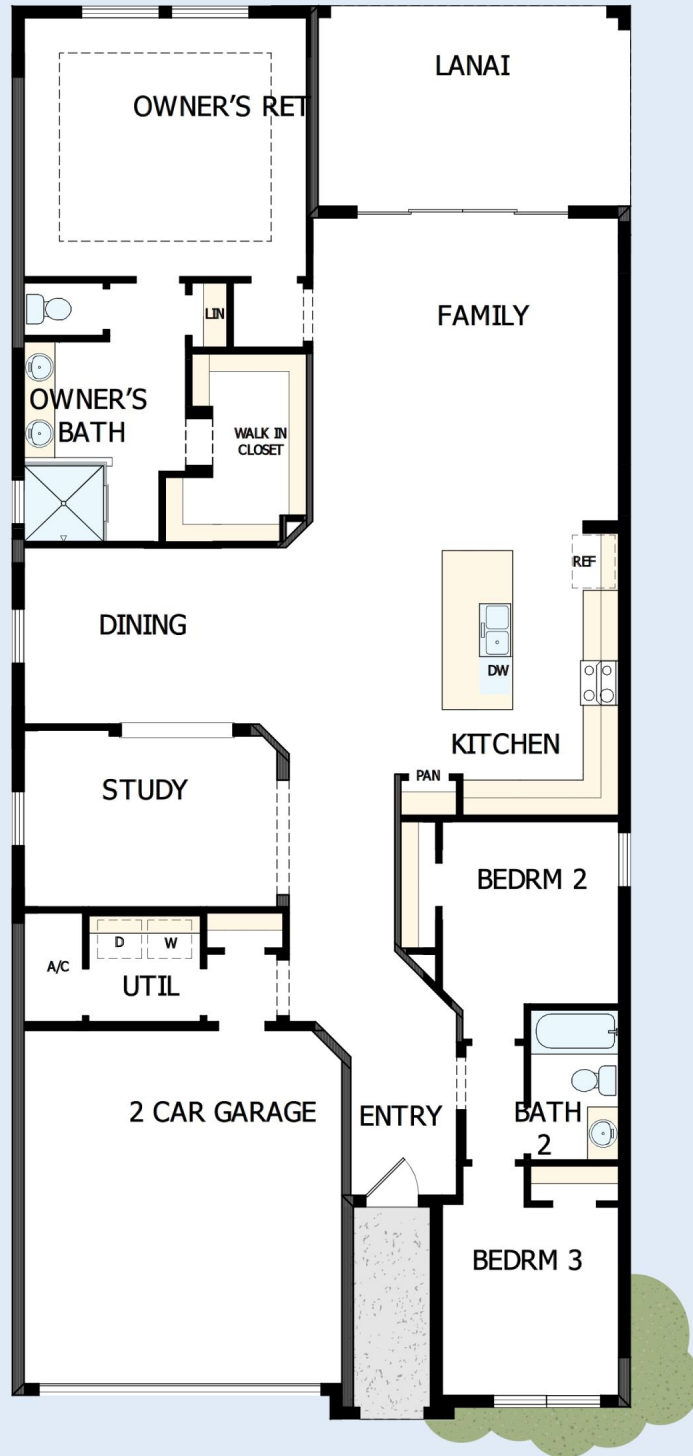 LANAI
OWNER'S RET
LIN
FAMILY
OWNER'S
BATH
WALK IN
CLOSET
REF
DINING
DW
KITCHEN
PAN
STUDY
BEDRM 2
D
W
A/C
UTIL
2 CAR GARAGE
ENTRY
BATH
2
BEDRM 3